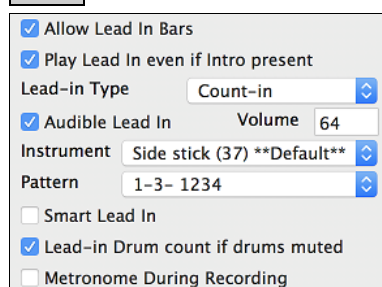 Allow Lead In Bars
Play Lead In even if Intro present
Lead-in Type Count-in
Audible Lead In Volume 64
Instrument Side stick (37) **Default**
Pattern 1-3- 1234
Smart Lead In
Lead-in Drum count if drums muted
Metronome During Recording